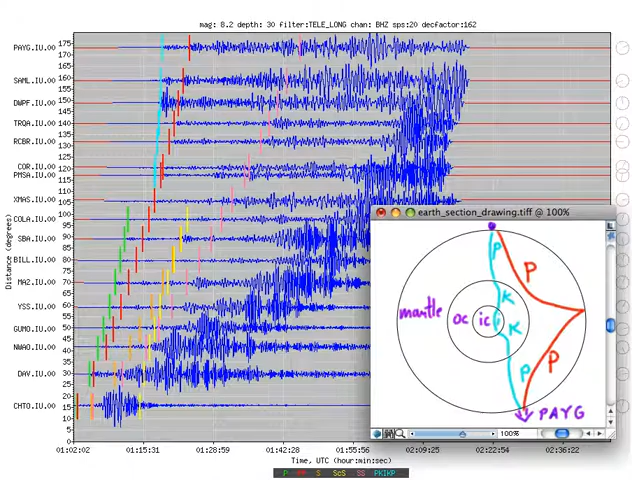 mag: 8.2 depth: 30 filter:TELE_LONG chan: BHZ sps:20 decfactor:162
PAYG.IU.00
SAML.IU.00
DWPF.IU.00
TRQA.IU.00
RCBR.IU.00
COR.IU.00
PMSA.IU.00
XMAS.IU.00
COLA.IU.00
SBA.IU.00
BILL.IU.00
MA2.IU.00
YSS.IU.00
GUMO.IU.00
NWAO.IU.00
DAV.IU.00
CHTO.IU.00
Distance (degrees)
175
170
165
160
155
150
145
140
135
130
125
120
115
110
105
100
95
90
85
80
75
70
65
60
55
50
45
40
35
30
25
20
15
10
5
0
01:02:02
01:15:31
01:28:59
01:42:28
01:55:56
02:09:25
02:22:54
02:36:22
Time, UTC (hour:min:sec)
P
PP
S
ScS
SS
PKIKP
earth_section_drawing.tiff @ 100%
P
P
K
mantle
oc
ic
I
K
P
P
PAYG
100%